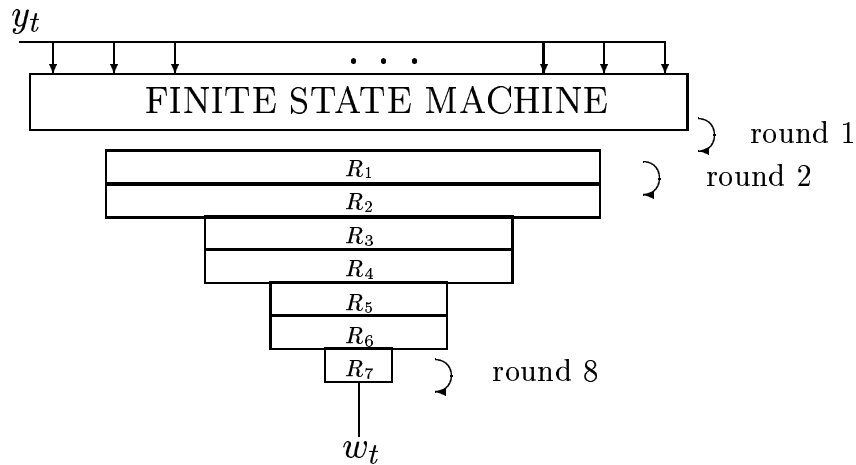 y_t
. . .
FINITE STATE MACHINE
round 1
R_1
round 2
R_2
R_3
R_4
R_5
R_6
R_7
round 8
w_t